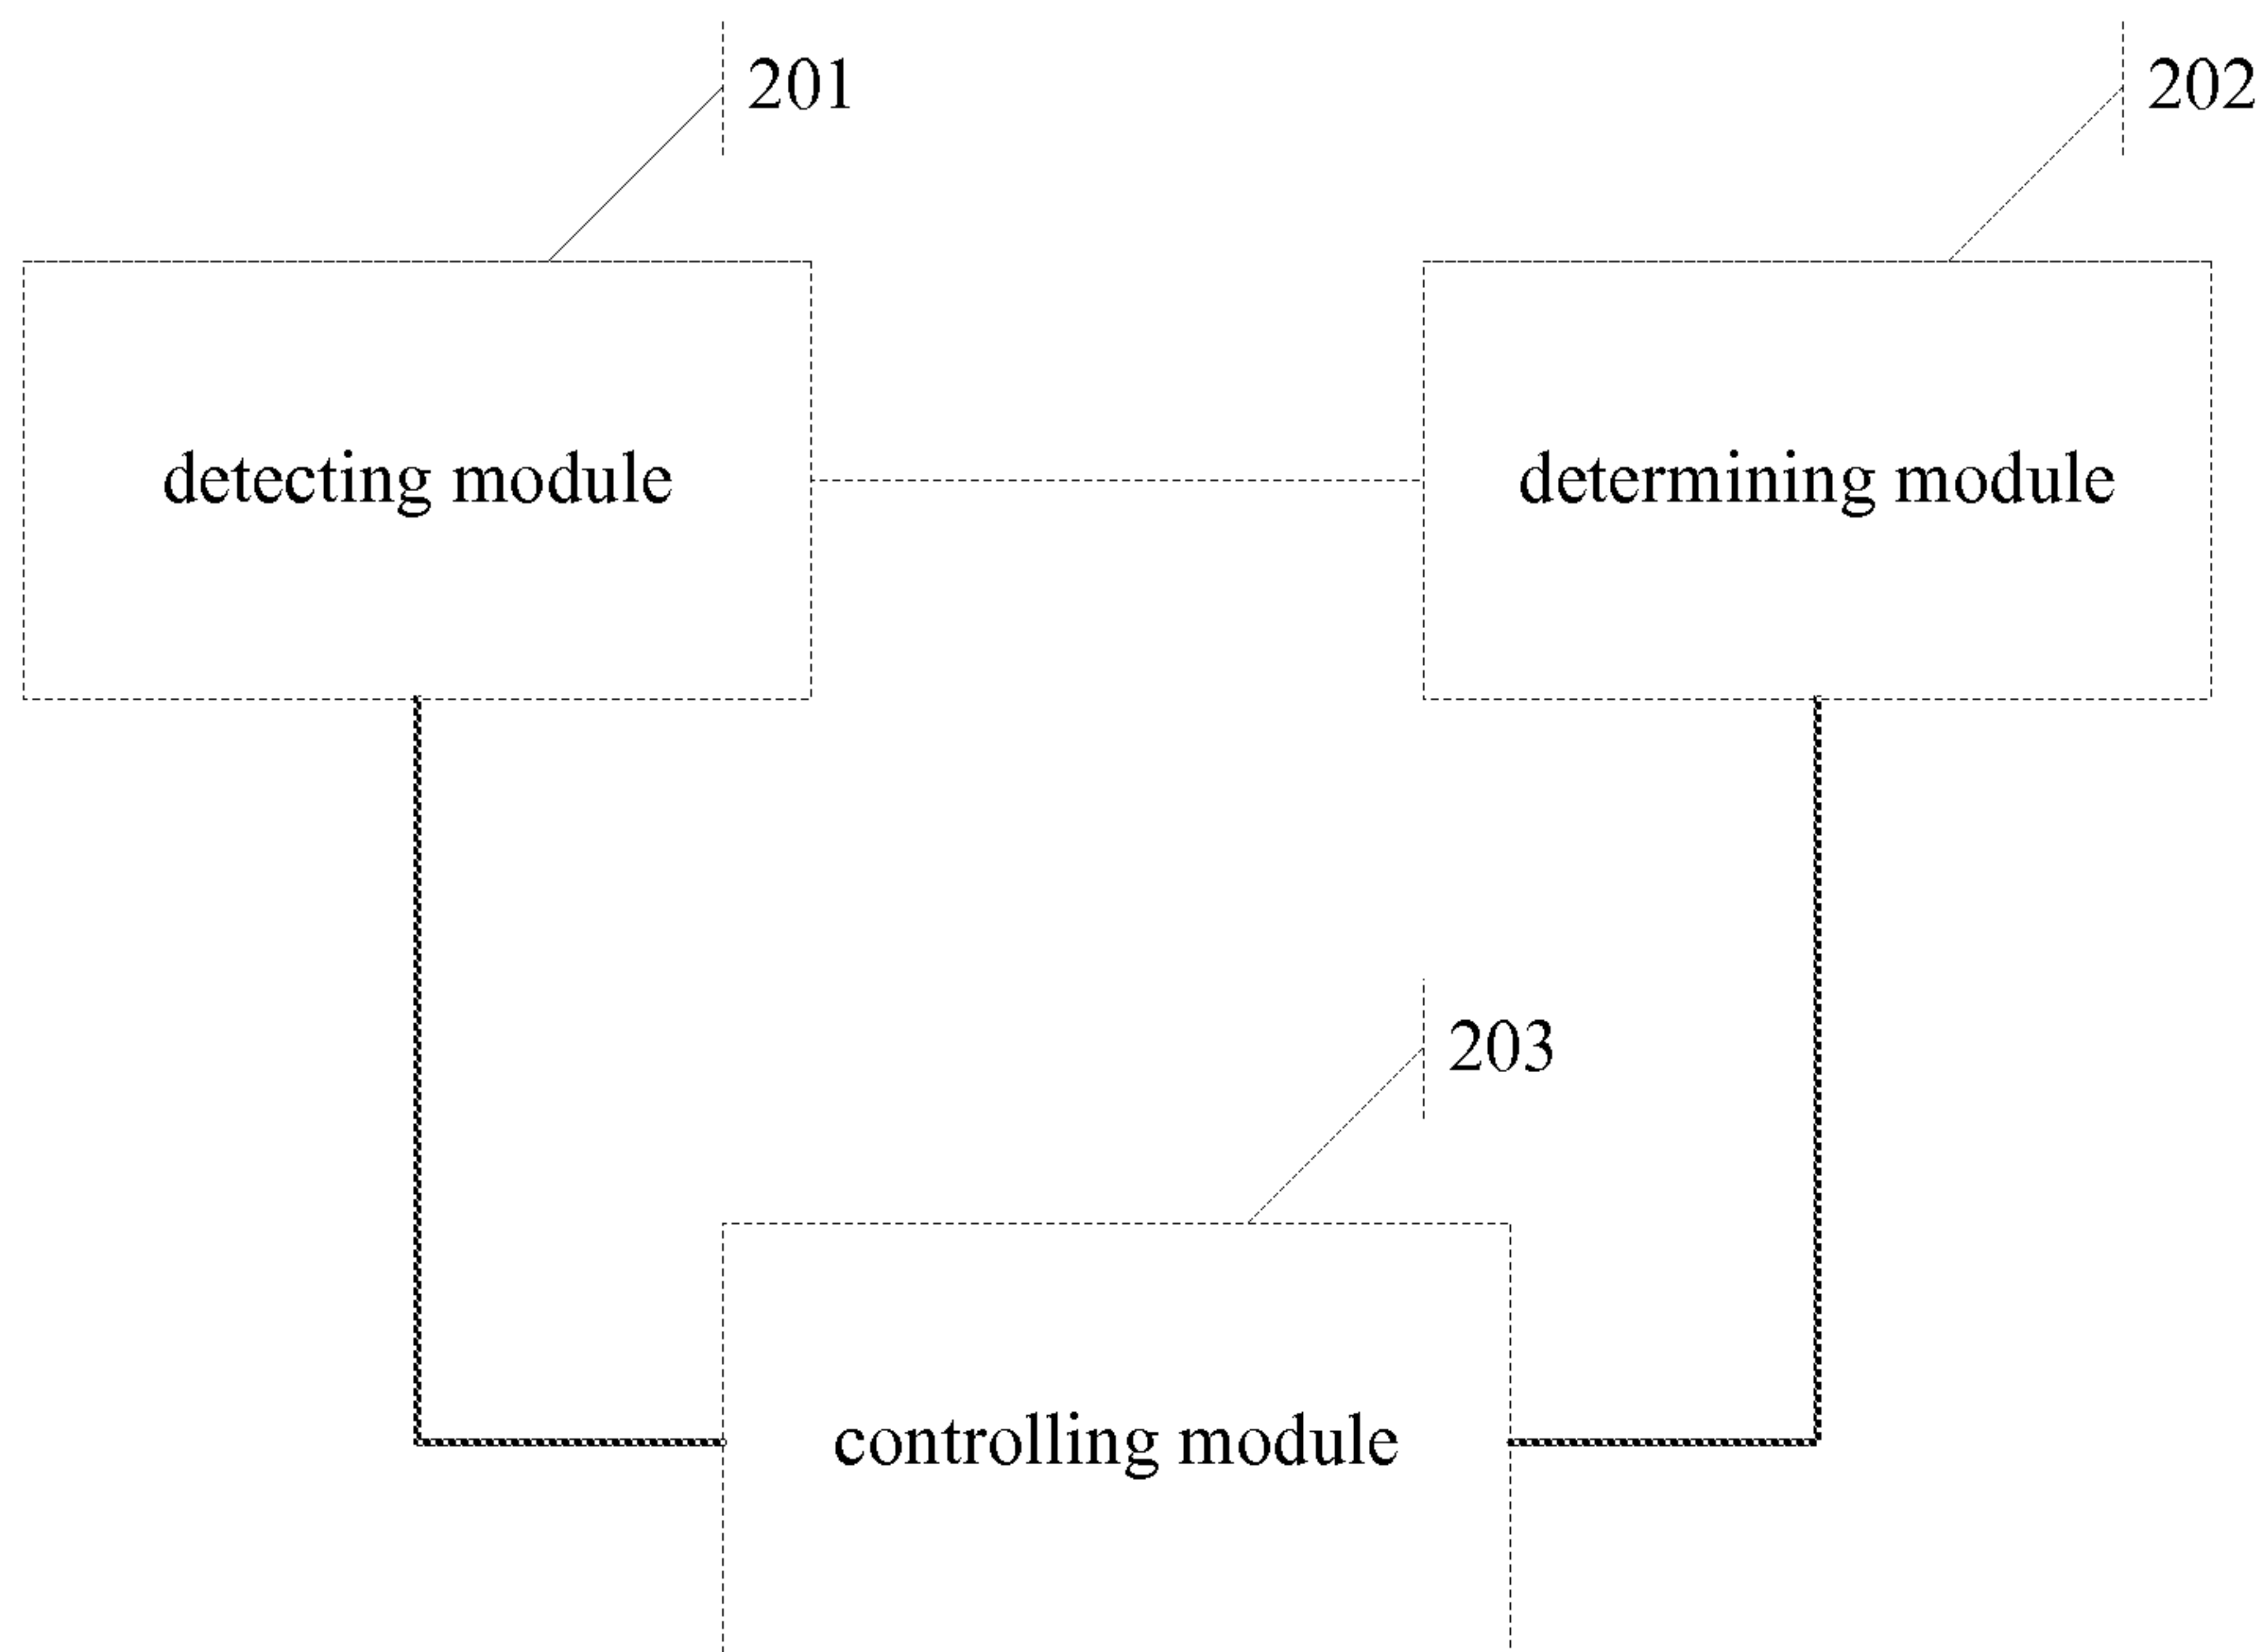 201
202
detecting module
determining module
203
controlling module